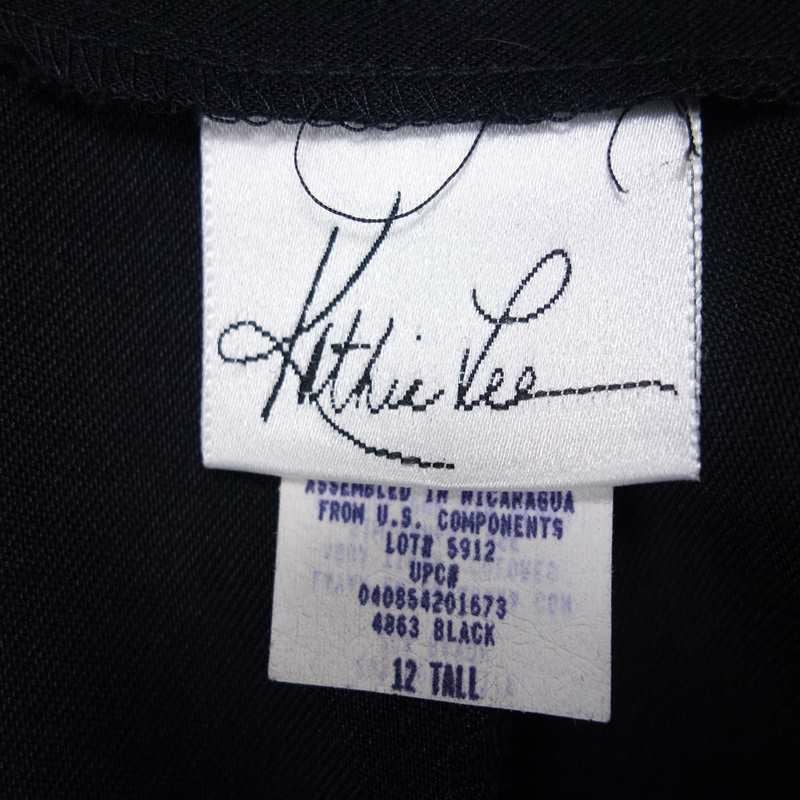 Kathie Lee
ASSEMBLED IN NICARAGUA
FROM U.S. COMPONENTS
LOT# 5912
UPC#
040854201673
4863 BLACK
12 TALL